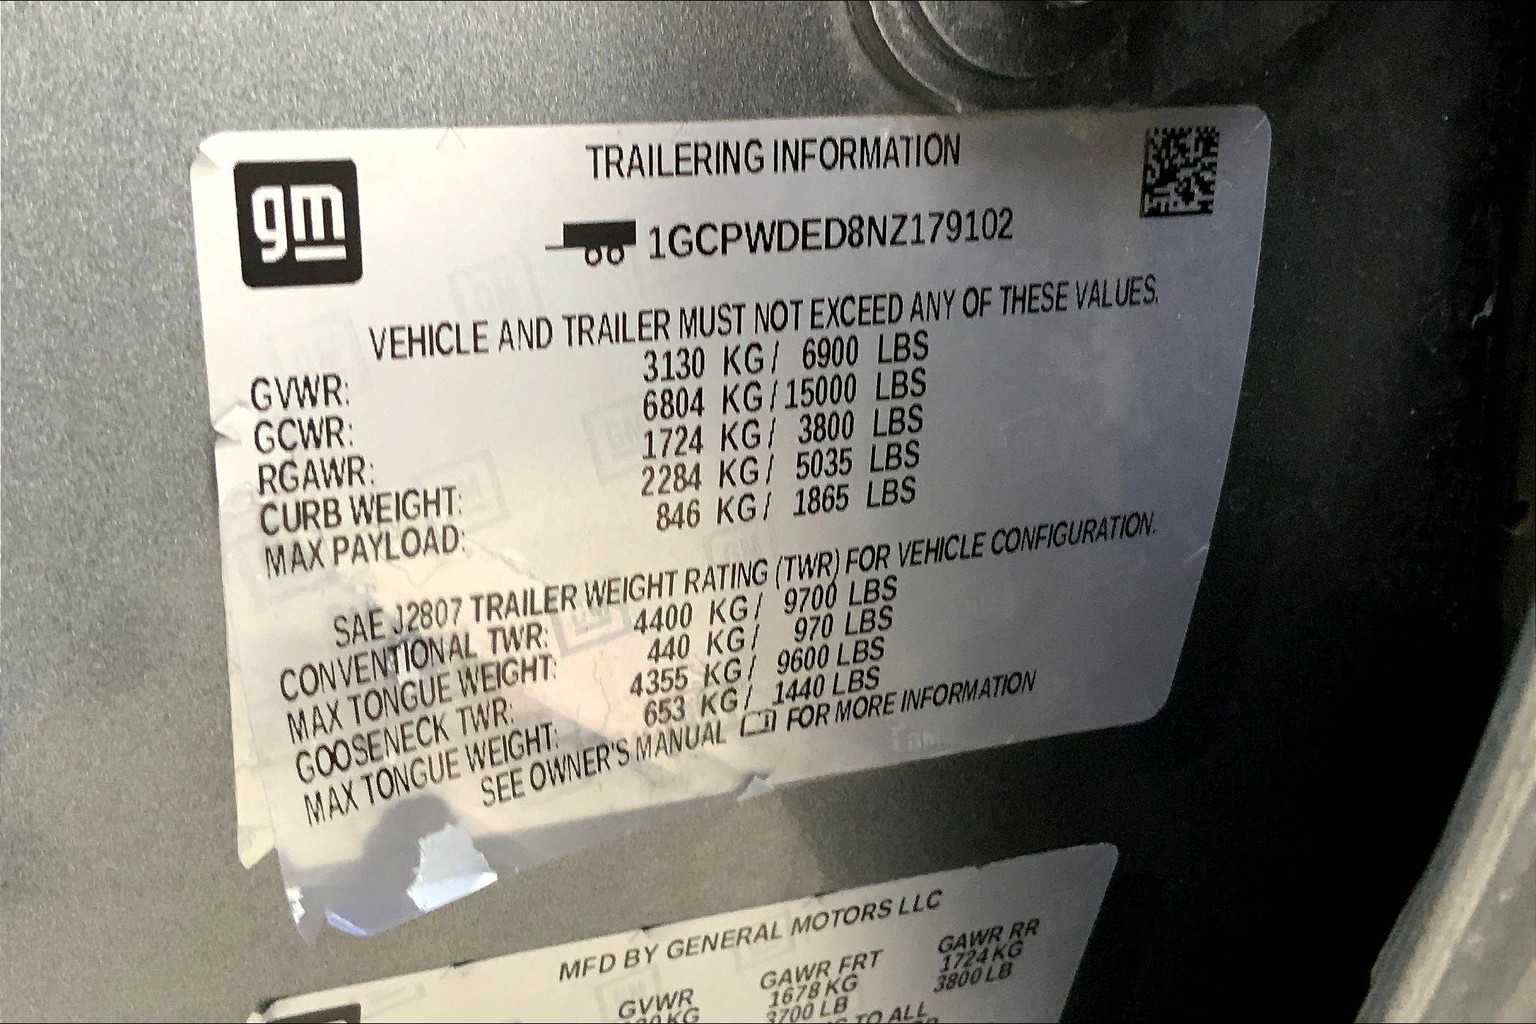 gm
TRAILERING INFORMATION
1GCPWDED8NZ179102
VEHICLE AND TRAILER MUST NOT EXCEED ANY OF THESE VALUES.
GVWR: 3130 KG / 6900 LBS
GCWR: 6804 KG / 15000 LBS
RGAWR: 1724 KG / 3800 LBS
CURB WEIGHT: 2284 KG / 5035 LBS
MAX PAYLOAD: 846 KG / 1865 LBS
SAE J2807 TRAILER WEIGHT RATING (TWR) FOR VEHICLE CONFIGURATION.
CONVENTIONAL TWR: 4400 KG / 9700 LBS
MAX TONGUE WEIGHT: 440 KG / 970 LBS
GOOSENECK TWR: 4355 KG / 9600 LBS
MAX TONGUE WEIGHT: 653 KG / 1440 LBS
SEE OWNER'S MANUAL FOR MORE INFORMATION
MFD BY GENERAL MOTORS LLC
GVWR GAWR FRT GAWR RR
KG 1678 KG 1724 KG
3700 LB 3800 LB
TO ALL